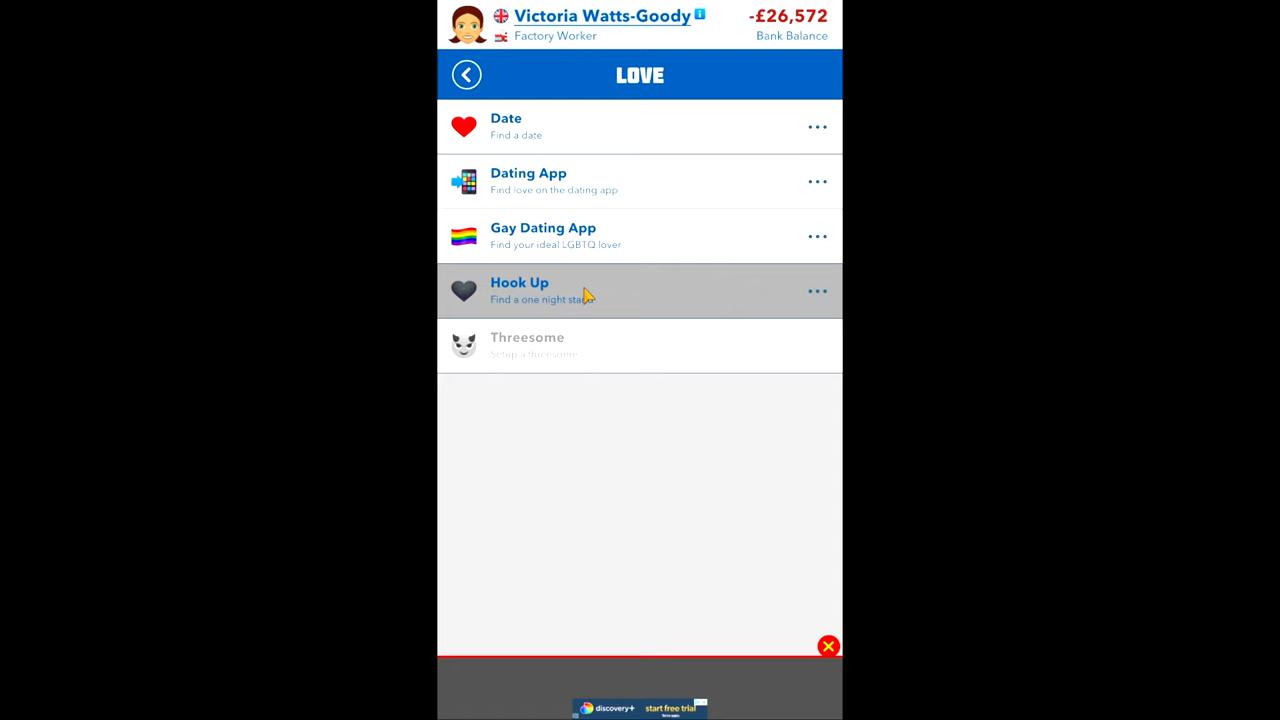 Victoria Watts-Goody
-£26,572
Factory Worker
Bank Balance
LOVE
Date
Find a date
Dating App
Find love on the dating app
Gay Dating App
Find your ideal LGBTQ lover
Hook Up
Find a one night stand
Threesome
Setup a threesome
discovery+
start free trial